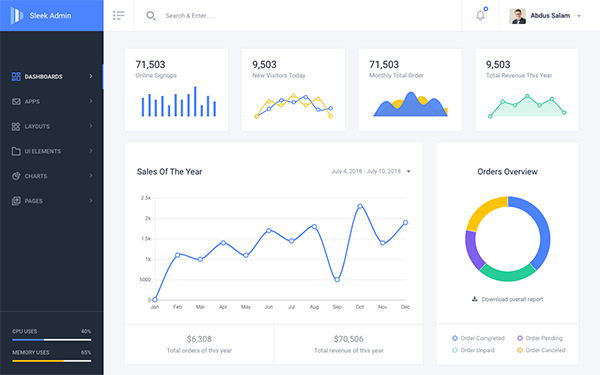 Sleek Admin
Search & Enter.....
Abdus Salam
DASHBOARDS
APPS
LAYOUTS
UI ELEMENTS
CHARTS
PAGES
CPU USES 40%
MEMORY USES 65%
71,503
Online Signups
9,503
New Visitors Today
71,503
Monthly Total Order
9,503
Total Revenue This Year
Sales Of The Year
July 4, 2018 - July 10, 2018
2.5k
2k
1.5k
1k
5000
0
Jan Feb Mar Apr May Jun Jul Aug Sep Oct Nov Dec
$6,308
Total orders of this year
$70,506
Total revenue of this year
Orders Overview
Download overall report
Order Completed Order Pending
Order Unpaid Order Canceled